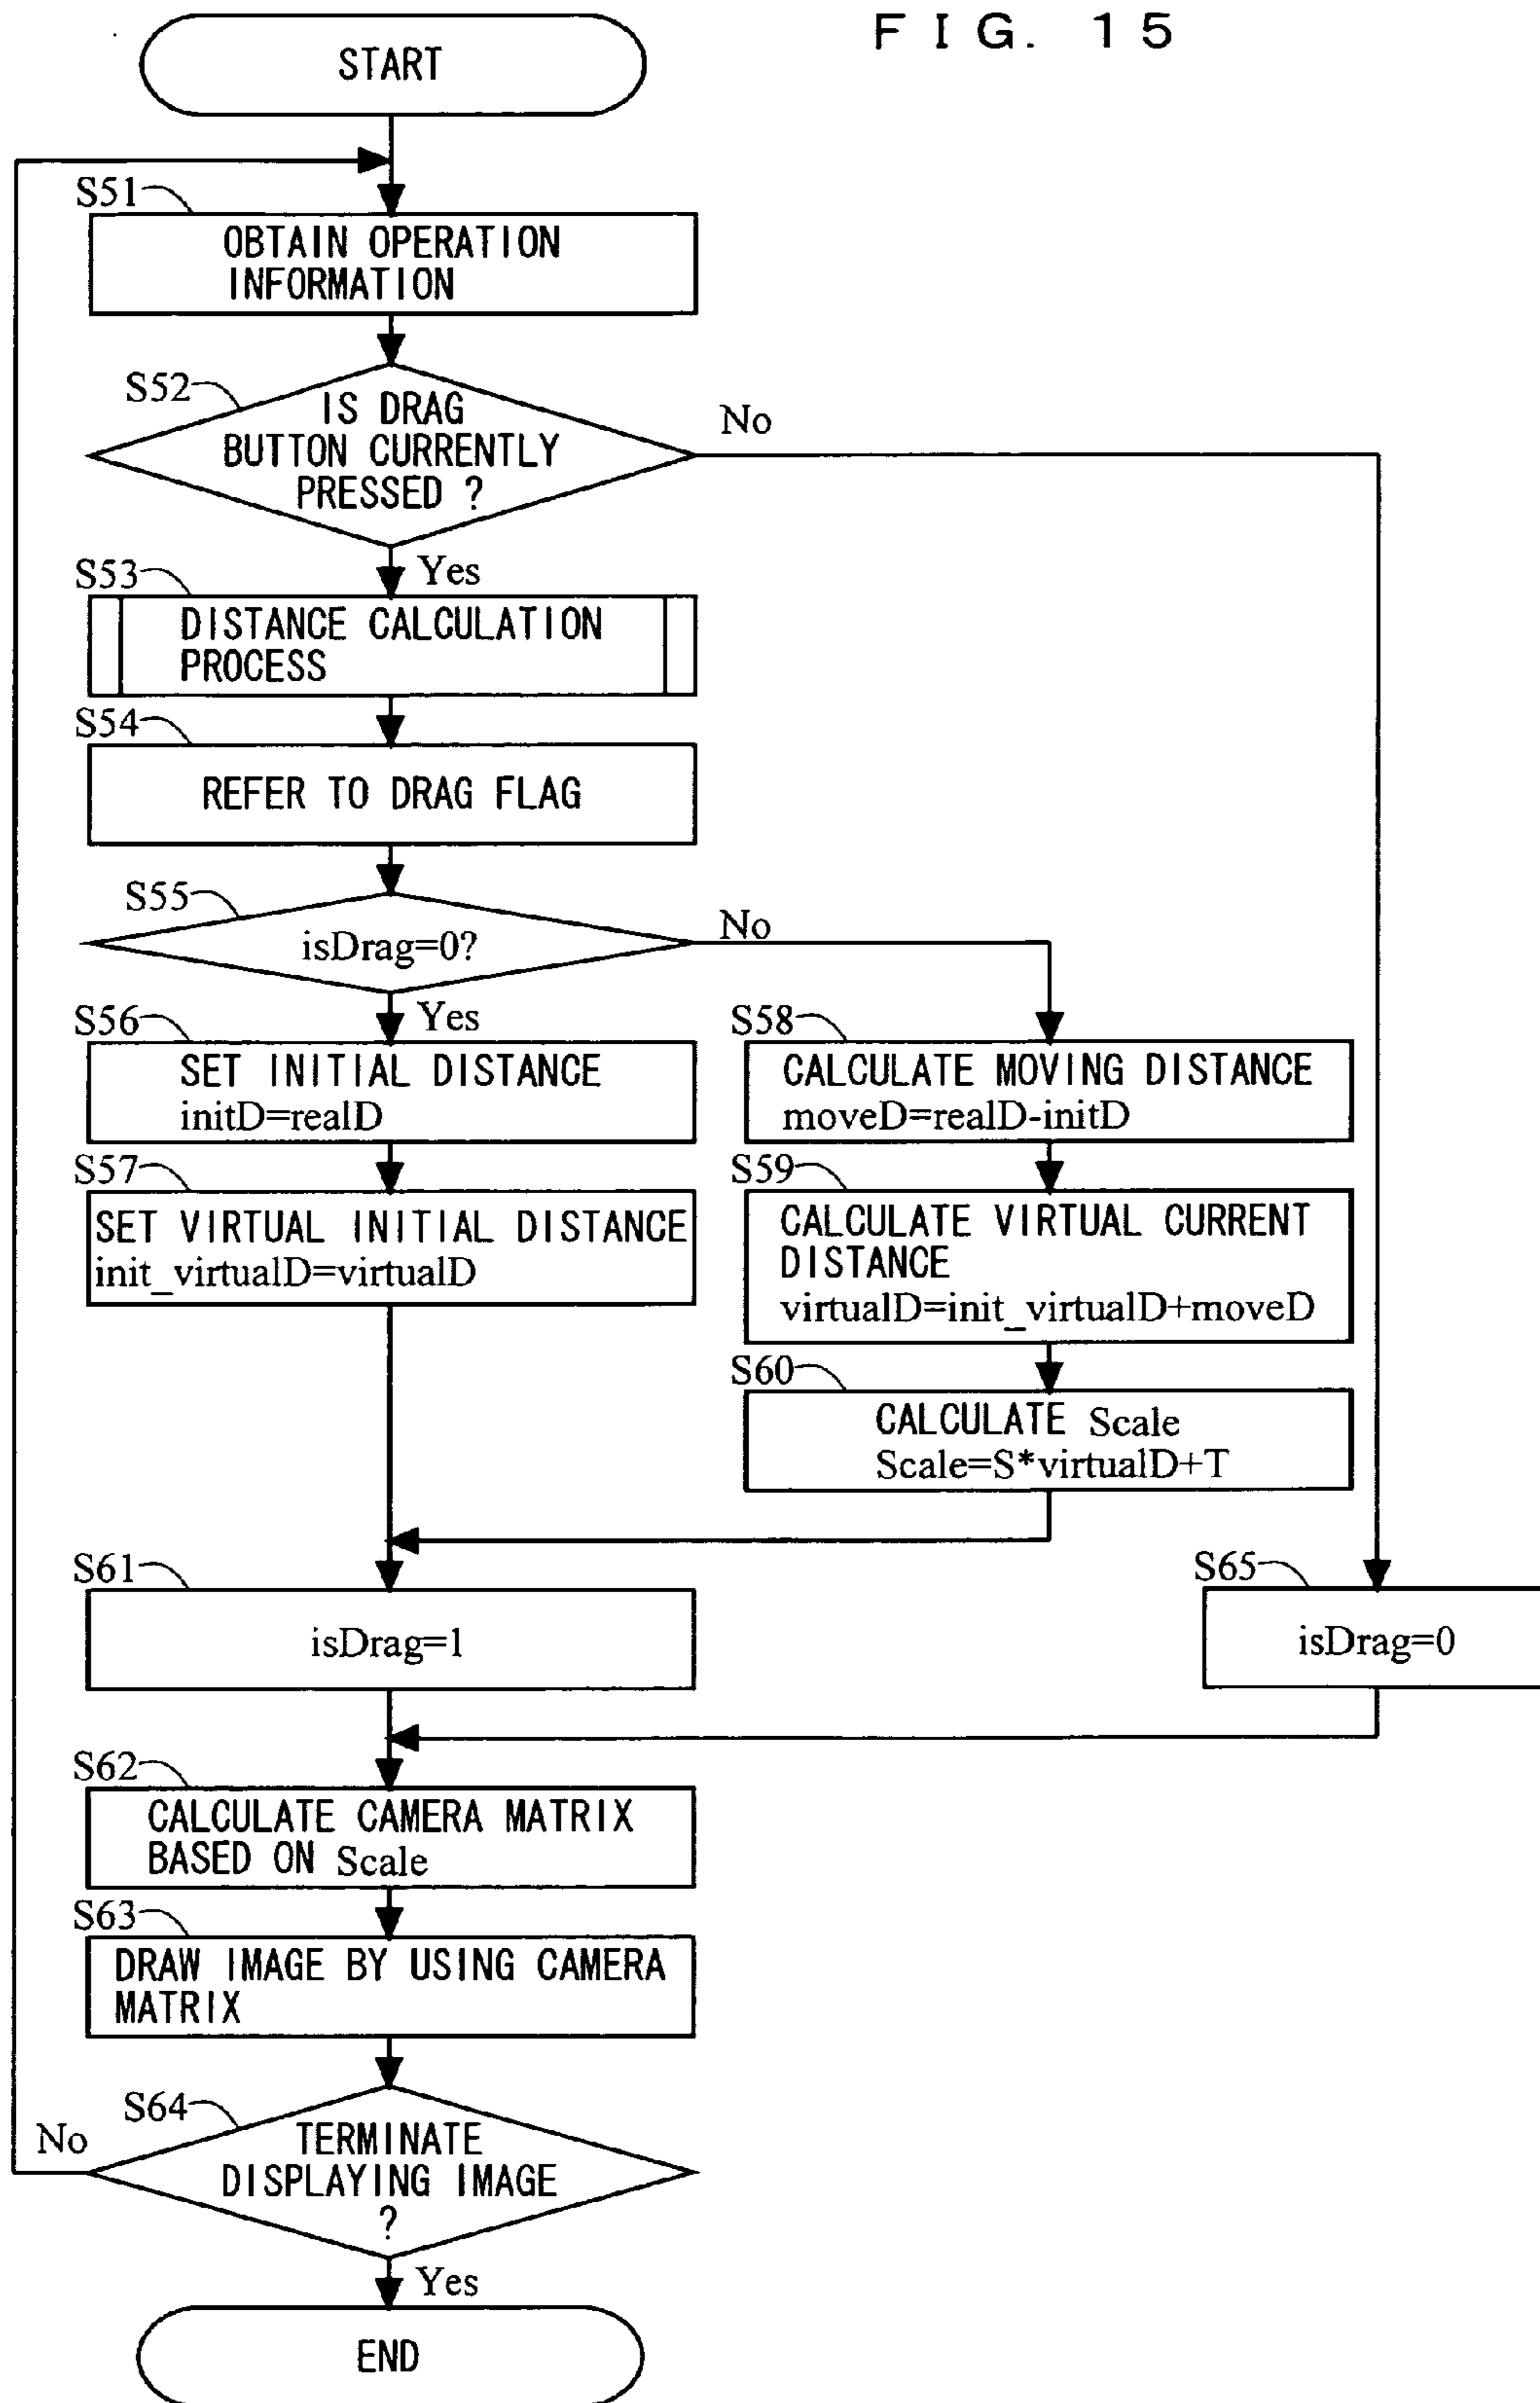 FIG. 15
START
S51
OBTAIN OPERATION
INFORMATION
S52
IS DRAG
BUTTON CURRENTLY
PRESSED ?
No
Yes
S53
DISTANCE CALCULATION
PROCESS
S54
REFER TO DRAG FLAG
S55
isDrag=0?
No
Yes
S56
SET INITIAL DISTANCE
initD=realD
S57
SET VIRTUAL INITIAL DISTANCE
init_virtualD=virtualD
S58
CALCULATE MOVING DISTANCE
moveD=realD-initD
S59
CALCULATE VIRTUAL CURRENT
DISTANCE
virtualD=init_virtualD+moveD
S60
CALCULATE Scale
Scale=S*virtualD+T
S61
isDrag=1
S65
isDrag=0
S62
CALCULATE CAMERA MATRIX
BASED ON Scale
S63
DRAW IMAGE BY USING CAMERA
MATRIX
S64
TERMINATE
DISPLAYING IMAGE
?
No
Yes
END